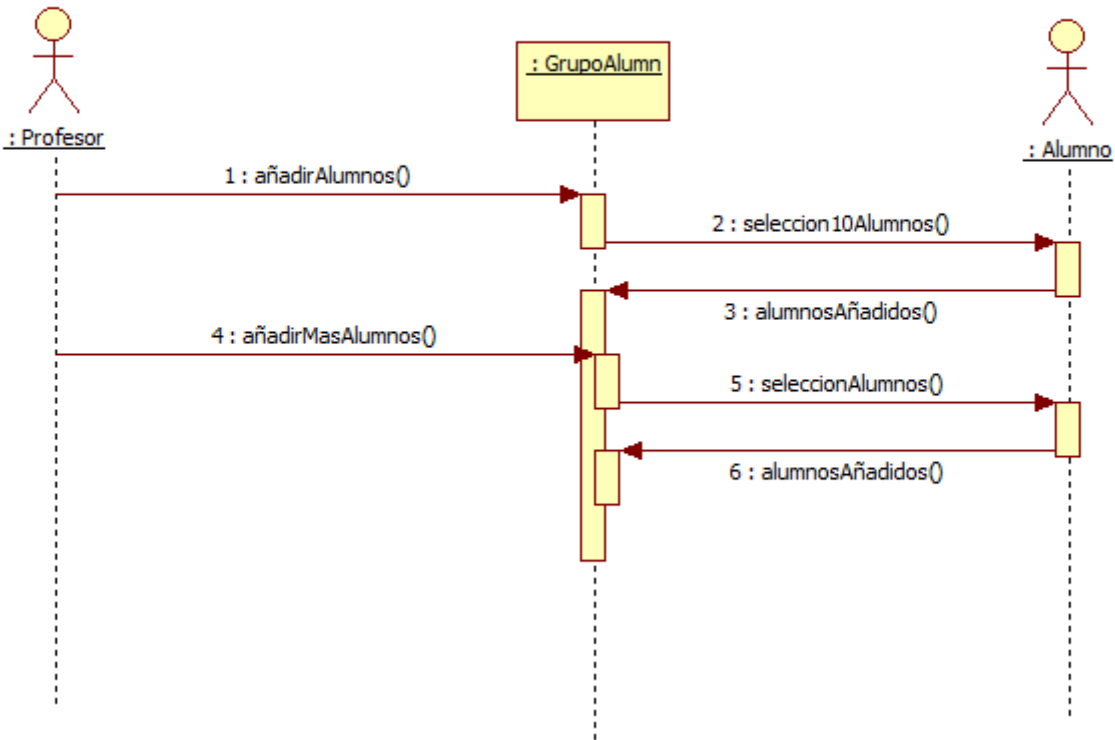 : GrupoAlumn
: Profesor
: Alumno
1 : añadirAlumnos()
2 : seleccion10Alumnos()
3 : alumnosAñadidos()
4 : añadirMasAlumnos()
5 : seleccionAlumnos()
6 : alumnosAñadidos()